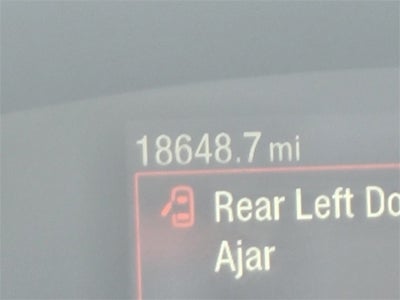 18648.7 mi
Rear Left Do
Ajar